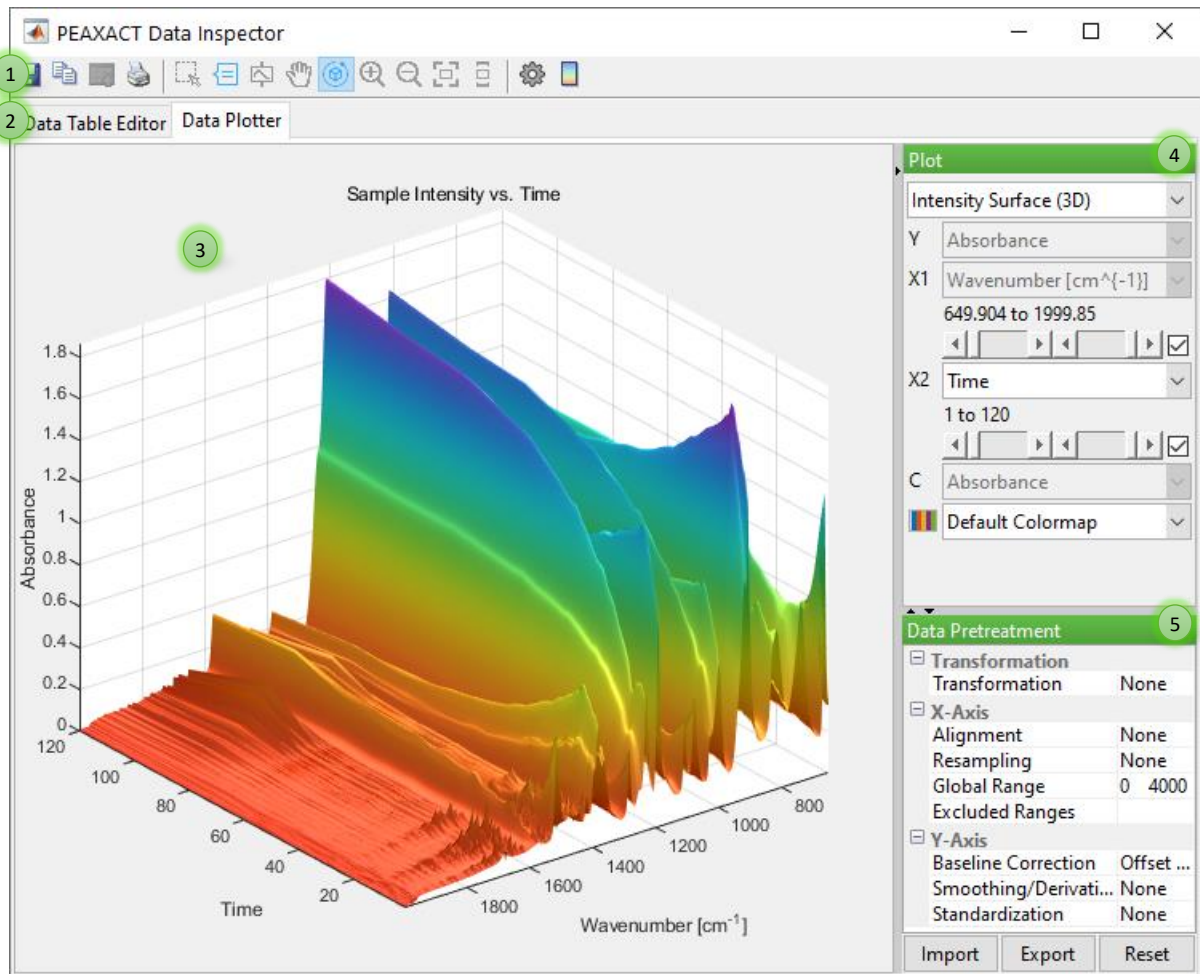 PEAXACT Data Inspector
1
2
Data Table Editor Data Plotter
Sample Intensity vs. Time
3
1.8
1.6
1.4
1.2
1
0.8
0.6
0.4
0.2
0
Absorbance
120
100
80
60
40
20
Time
1800
1600
1400
1200
1000
800
Wavenumber [cm-1]
Plot 4
Intensity Surface (3D)
Y Absorbance
X1 Wavenumber [cm^{-1}]
649.904 to 1999.85
X2 Time
1 to 120
C Absorbance
Default Colormap
Data Pretreatment 5
Transformation
Transformation None
X-Axis
Alignment None
Resampling None
Global Range 0 4000
Excluded Ranges
Y-Axis
Baseline Correction Offset ...
Smoothing/Derivati... None
Standardization None
Import Export Reset